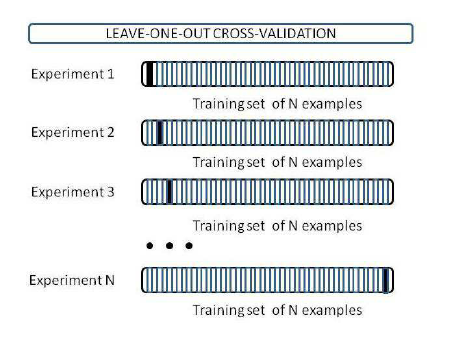 LEAVE-ONE-OUT CROSS-VALIDATION
Experiment 1
Training set of N examples
Experiment 2
Training set of N examples
Experiment 3
Training set of N examples
• • •
Experiment N
Training set of N examples